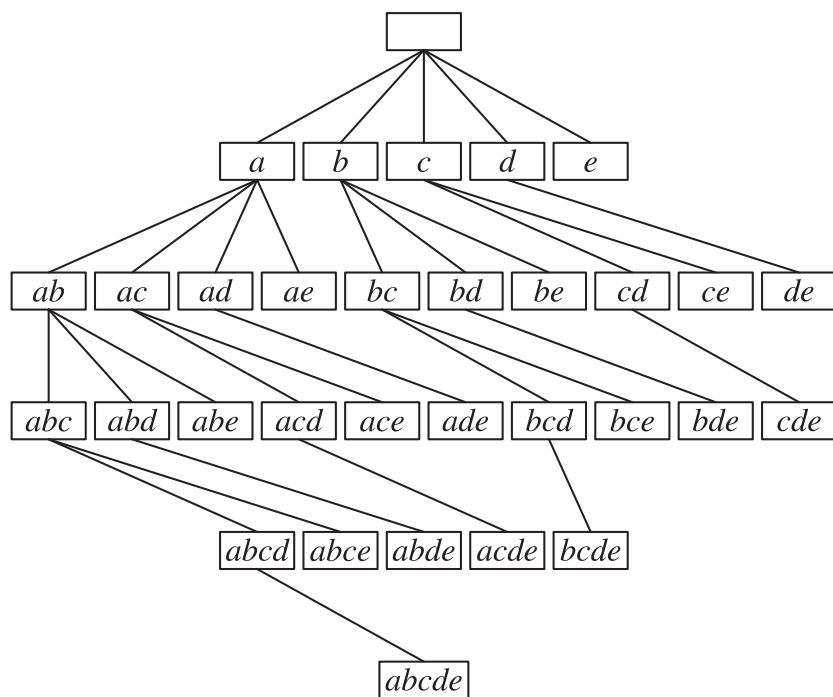 a b c d e
ab ac ad ae bc bd be cd ce de
abc abd abe acd ace ade bcd bce bde cde
abcd abce abde acde bcde
abcde